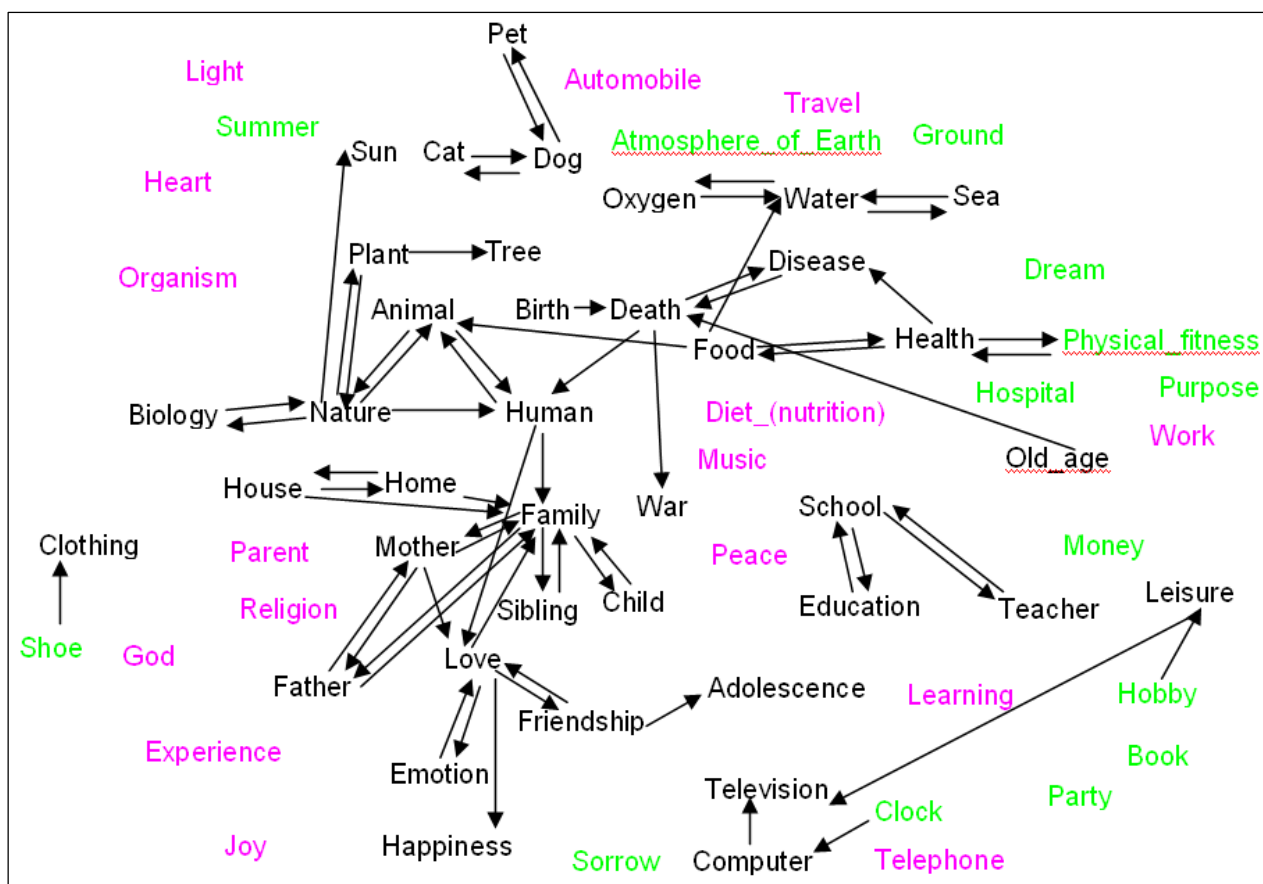 Pet
Light
Automobile
Travel
Summer
Atmosphere_of_Earth
Ground
Sun
Cat
Dog
Heart
Oxygen
Water
Sea
Plant
Tree
Disease
Organism
Dream
Animal
Birth
Death
Food
Health
Physical_fitness
Hospital
Purpose
Biology
Nature
Human
Diet_(nutrition)
Work
Music
Old_age
House
Home
War
School
Family
Clothing
Parent
Mother
Peace
Money
Religion
Sibling
Child
Education
Teacher
Leisure
Shoe
God
Love
Father
Adolescence
Learning
Hobby
Friendship
Experience
Emotion
Book
Television
Party
Clock
Joy
Happiness
Sorrow
Computer
Telephone